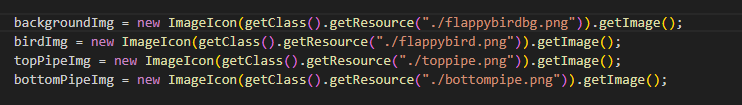 backgroundImg = new ImageIcon(getClass().getResource("./flappybirdbg.png")).getImage();
birdImg = new ImageIcon(getClass().getResource("./flappybird.png")).getImage();
topPipeImg = new ImageIcon(getClass().getResource("./toppipe.png")).getImage();
bottomPipeImg = new ImageIcon(getClass().getResource("./bottompipe.png")).getImage();